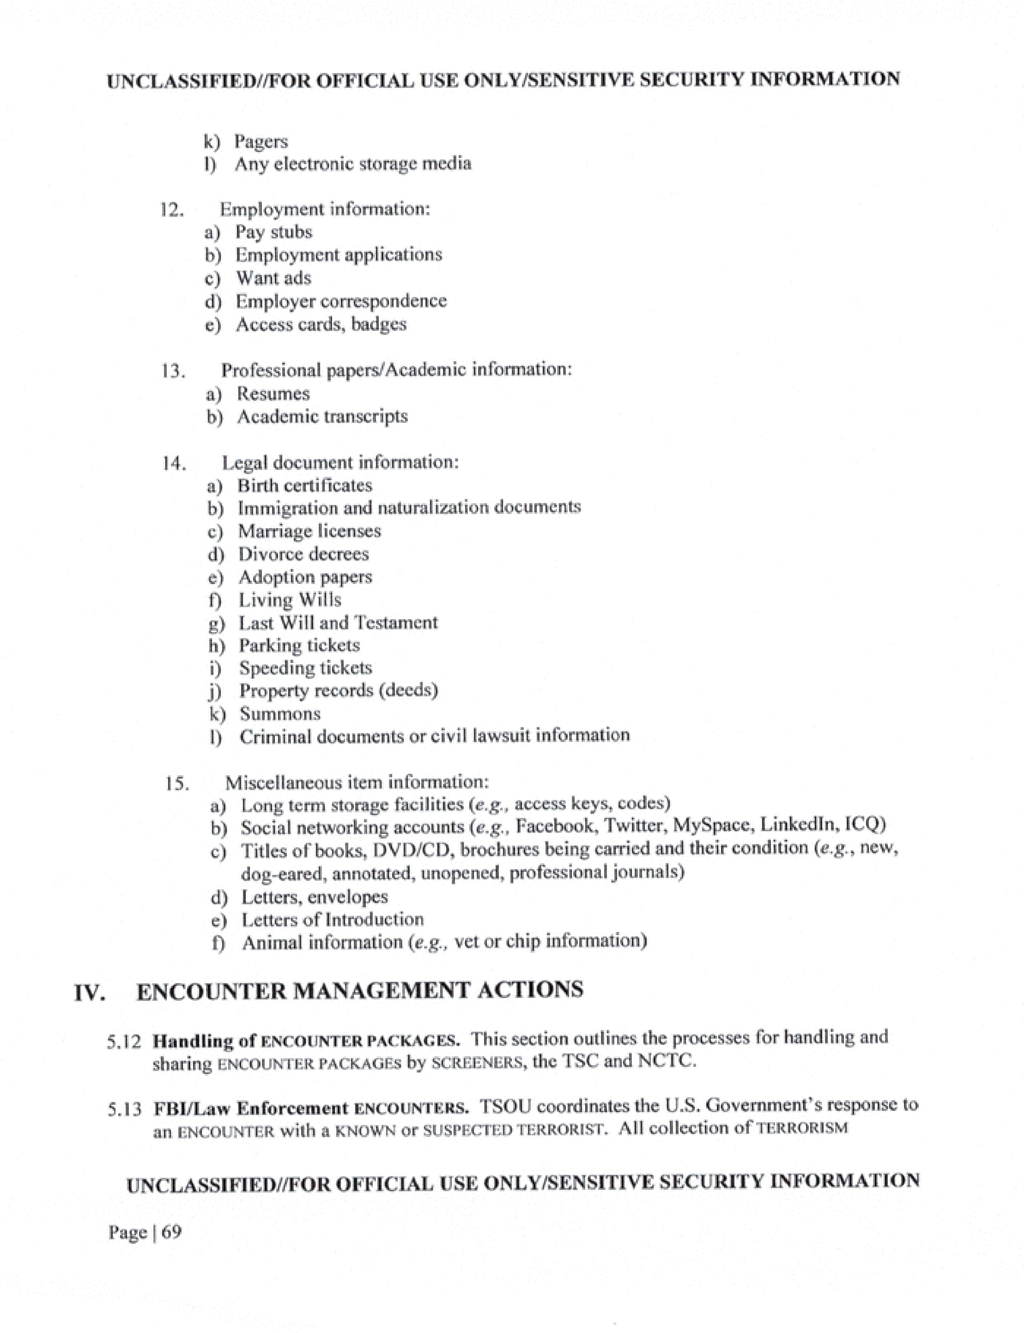 UNCLASSIFIED//FOR OFFICIAL USE ONLY/SENSITIVE SECURITY INFORMATION
k) Pagers
l) Any electronic storage media
12. Employment information:
a) Pay stubs
b) Employment applications
c) Want ads
d) Employer correspondence
e) Access cards, badges
13. Professional papers/Academic information:
a) Resumes
b) Academic transcripts
14. Legal document information:
a) Birth certificates
b) Immigration and naturalization documents
c) Marriage licenses
d) Divorce decrees
e) Adoption papers
f) Living Wills
g) Last Will and Testament
h) Parking tickets
i) Speeding tickets
j) Property records (deeds)
k) Summons
l) Criminal documents or civil lawsuit information
15. Miscellaneous item information:
a) Long term storage facilities (e.g., access keys, codes)
b) Social networking accounts (e.g., Facebook, Twitter, MySpace, LinkedIn, ICQ)
c) Titles of books, DVD/CD, brochures being carried and their condition (e.g., new,
dog-eared, annotated, unopened, professional journals)
d) Letters, envelopes
e) Letters of Introduction
f) Animal information (e.g., vet or chip information)
IV. ENCOUNTER MANAGEMENT ACTIONS
5.12 Handling of ENCOUNTER PACKAGES. This section outlines the processes for handling and
sharing ENCOUNTER PACKAGES by SCREENERS, the TSC and NCTC.
5.13 FBI/Law Enforcement ENCOUNTERS. TSOU coordinates the U.S. Government's response to
an ENCOUNTER with a KNOWN or SUSPECTED TERRORIST. All collection of TERRORISM
UNCLASSIFIED//FOR OFFICIAL USE ONLY/SENSITIVE SECURITY INFORMATION
Page | 69